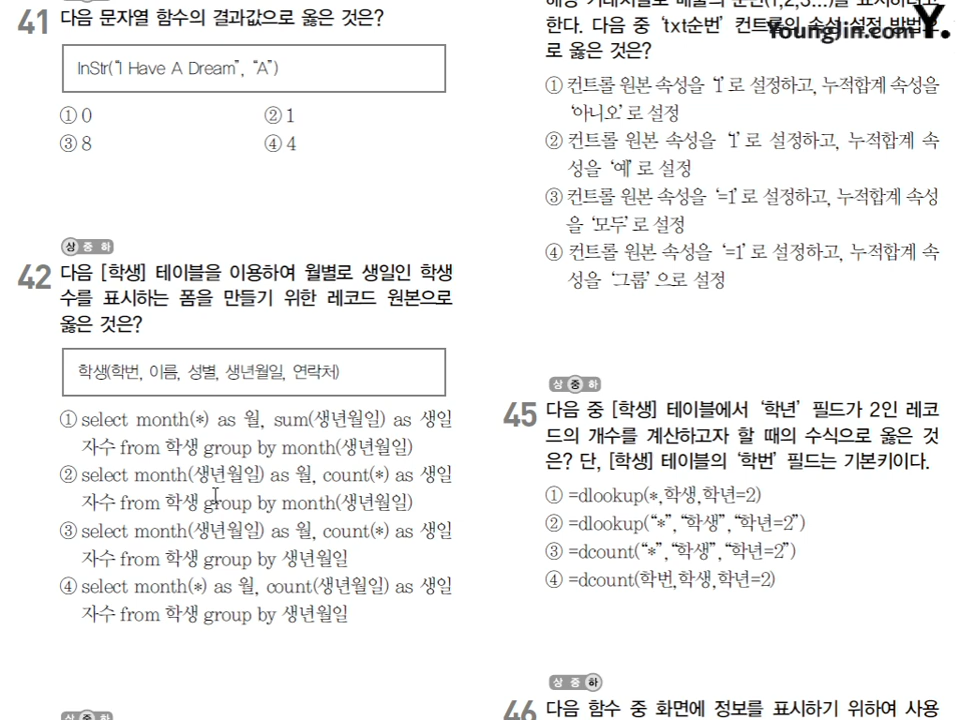 41 다음 문자열 함수의 결과값으로 옳은 것은?
InStr("I Have A Dream", "A")
① 0 ② 1
③ 8 ④ 4
상 중 하
42 다음 [학생] 테이블을 이용하여 월별로 생일인 학생
수를 표시하는 폼을 만들기 위한 레코드 원본으로
옳은 것은?
학생(학번, 이름, 성별, 생년월일, 연락처)
① select month(*) as 월, sum(생년월일) as 생일
자수 from 학생 group by month(생년월일)
② select month(생년월일) as 월, count(*) as 생일
자수 from 학생 group by month(생년월일)
③ select month(생년월일) as 월, count(*) as 생일
자수 from 학생 group by 생년월일
④ select month(*) as 월, count(생년월일) as 생일
자수 from 학생 group by 생년월일
상 중 하
한다. 다음 중 'txt순번' 컨트롤의 속성 설정 방법으
로 옳은 것은?
Youngjin.com Y.
① 컨트롤 원본 속성을 '1'로 설정하고, 누적합계 속성을
'아니오'로 설정
② 컨트롤 원본 속성을 '1'로 설정하고, 누적합계 속
성을 '예'로 설정
③ 컨트롤 원본 속성을 '=1'로 설정하고, 누적합계 속성
을 '모두'로 설정
④ 컨트롤 원본 속성을 '=1'로 설정하고, 누적합계 속
성을 '그룹'으로 설정
상 중 하
45 다음 중 [학생] 테이블에서 '학년' 필드가 2인 레코
드의 개수를 계산하고자 할 때의 수식으로 옳은 것
은? 단, [학생] 테이블의 '학번' 필드는 기본키이다.
① =dlookup(*,학생,학년=2)
② =dlookup("*","학생","학년=2")
③ =dcount("*","학생","학년=2")
④ =dcount(학번,학생,학년=2)
상 중 하
46 다음 함수 중 화면에 정보를 표시하기 위하여 사용